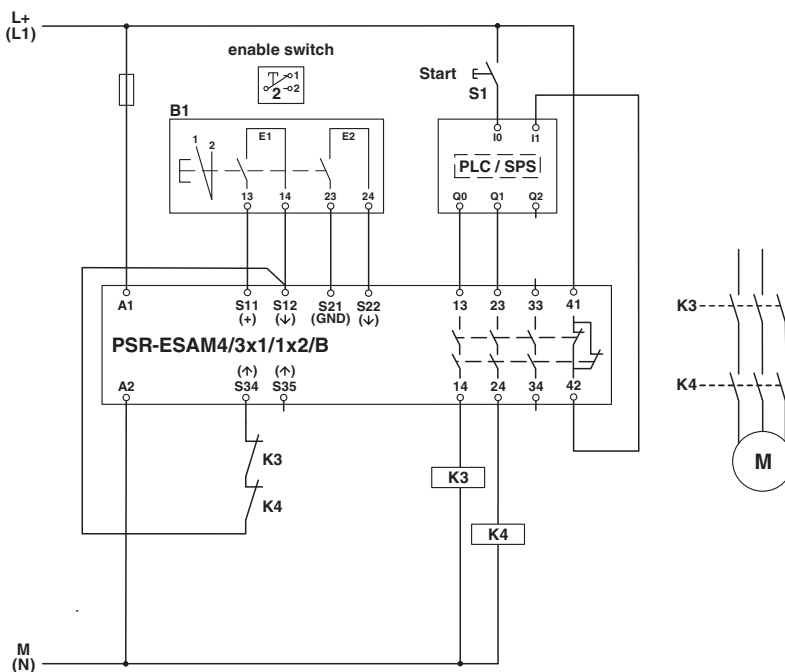 L+
(L1)
enable switch
1
2
2
Start
S1
B1
1
2
E1
E2
13
14
23
24
I0
I1
PLC / SPS
Q0
Q1
Q2
A1
S11
(+)
S12
(↓)
S21
(GND)
S22
(↓)
13
23
33
41
PSR-ESAM4/3x1/1x2/B
A2
(↑)
S34
(↑)
S35
14
24
34
42
K3
K4
K3
K4
K3
K4
M
M
(N)